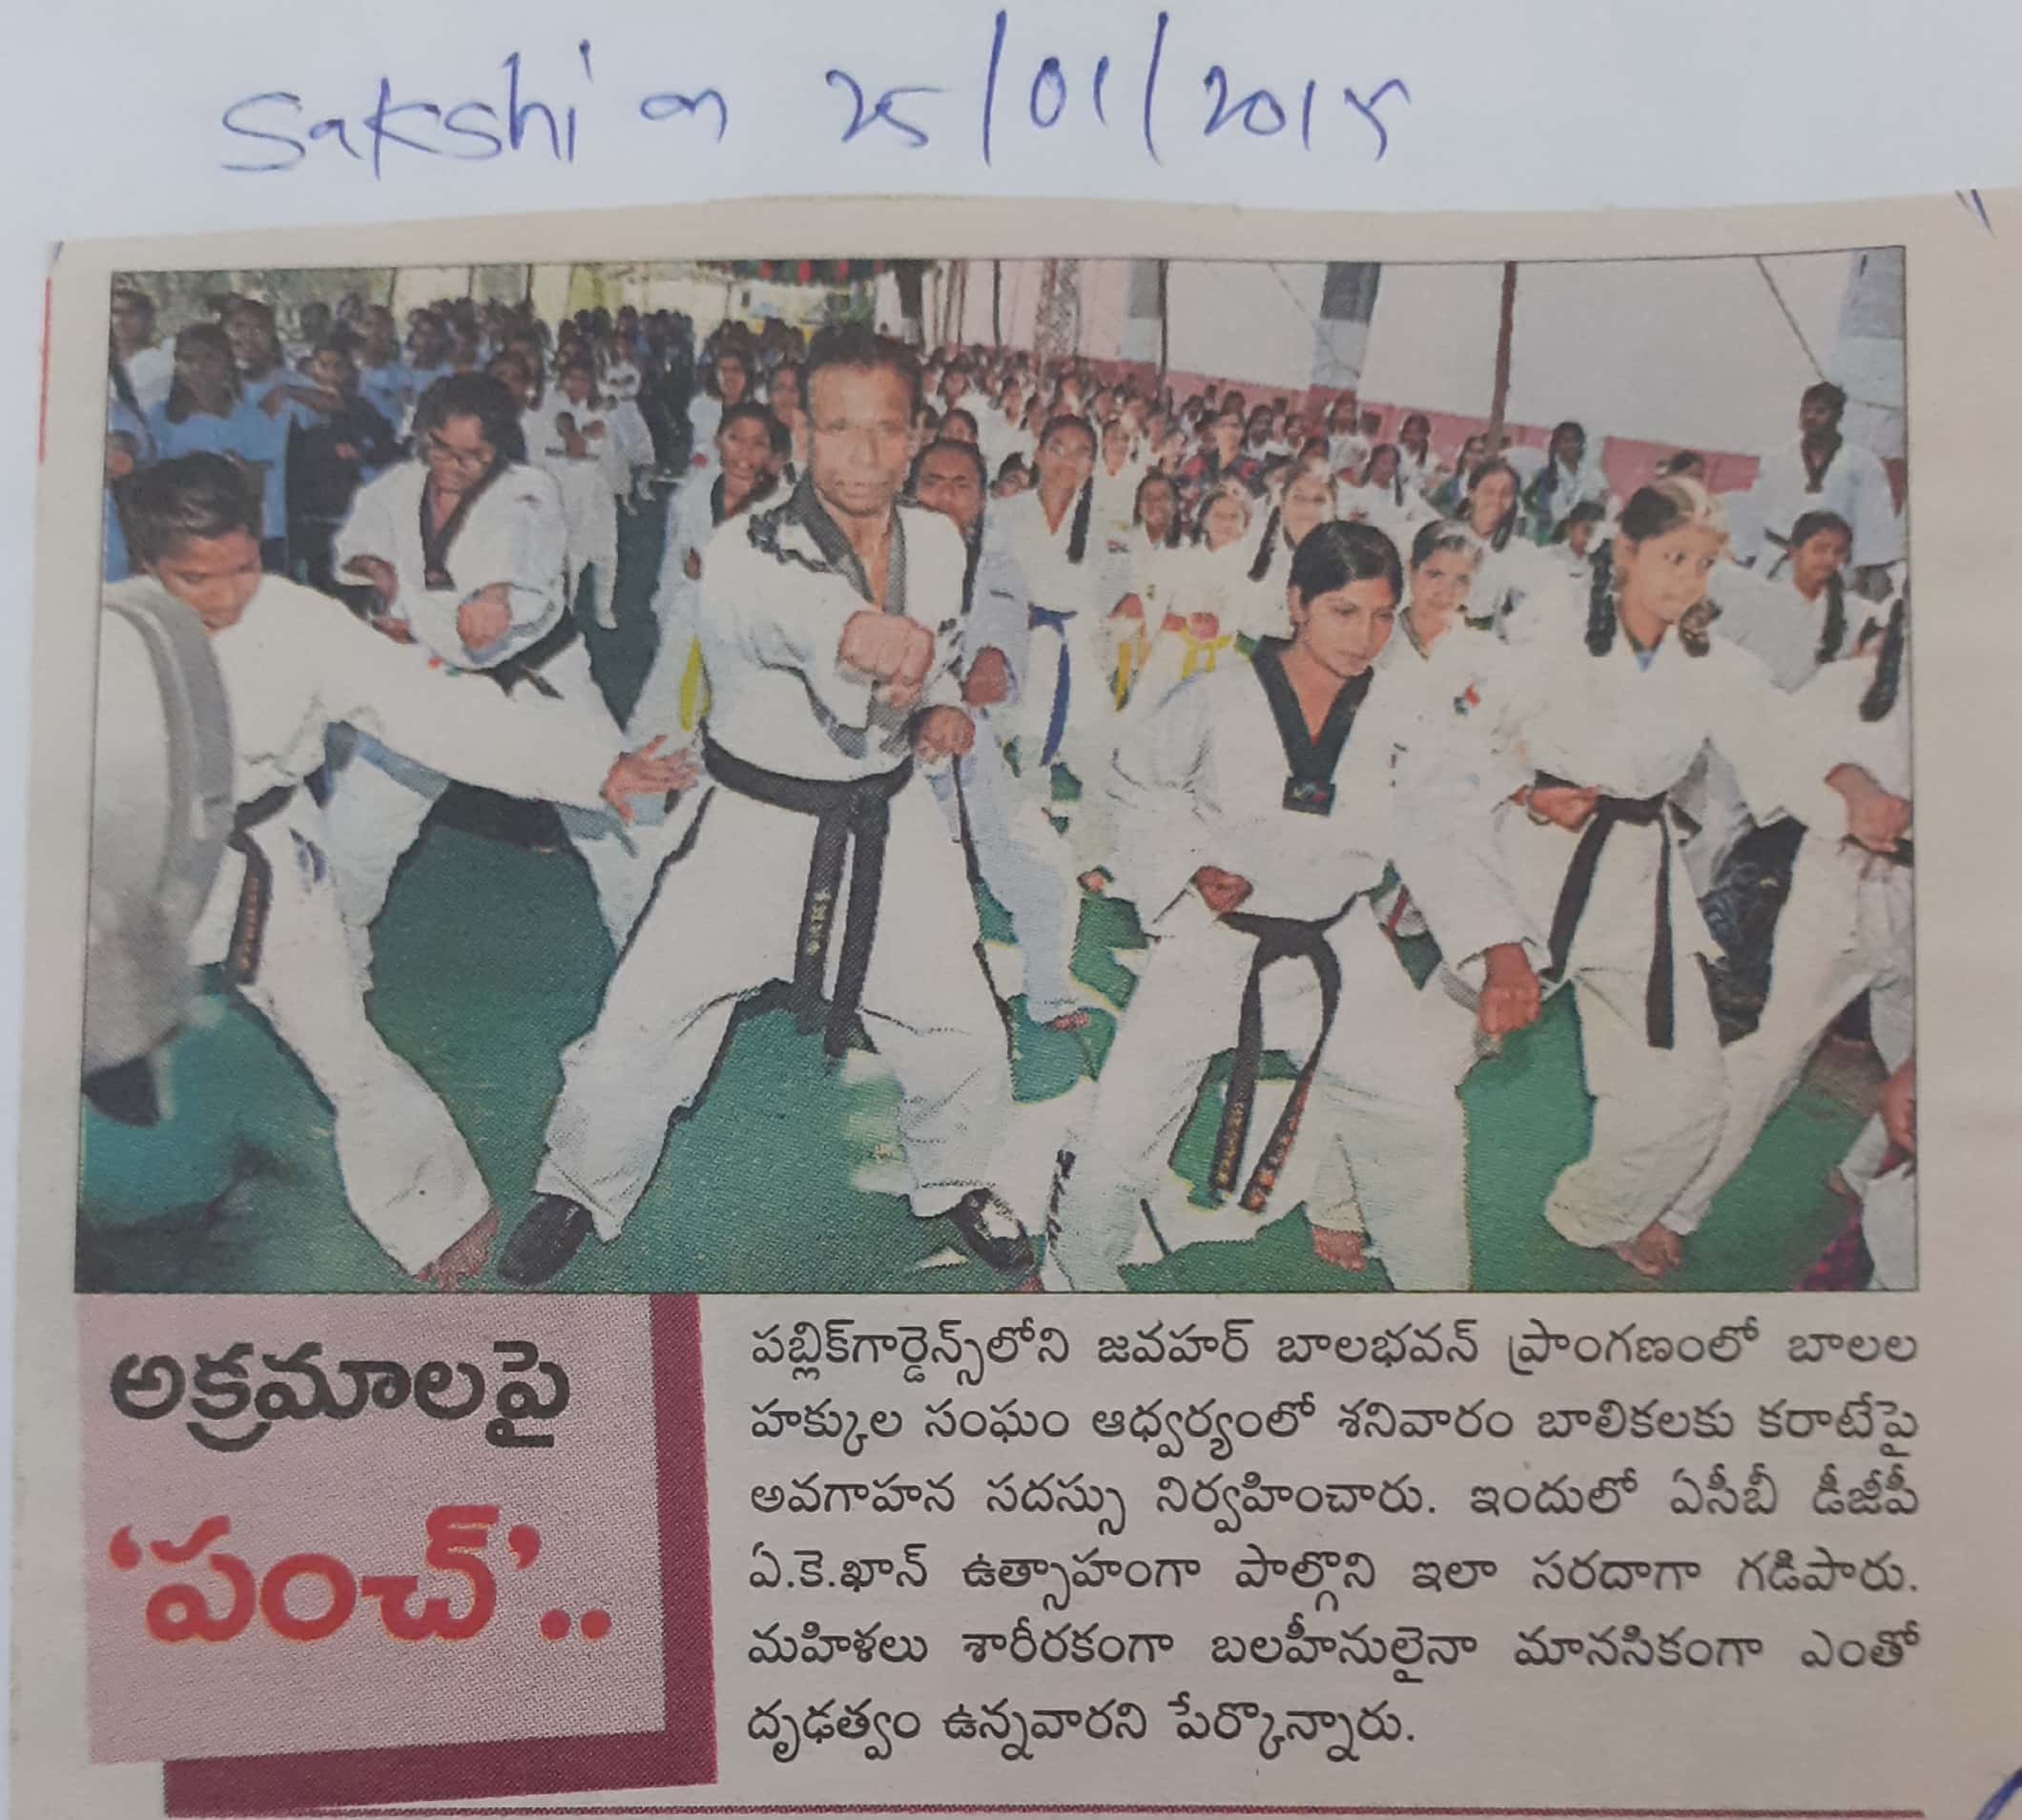 Sakshi on 25/01/2015
అక్రమాలపై
'పంచ్'..
పబ్లిక్‌గార్డెన్స్‌లోని జవహర్ బాలభవన్ ప్రాంగణంలో బాలల
హక్కుల సంఘం ఆధ్వర్యంలో శనివారం బాలికలకు కరాటేపై
అవగాహన సదస్సు నిర్వహించారు. ఇందులో ఏసీబీ డీజీపీ
ఏ.కె.ఖాన్ ఉత్సాహంగా పాల్గొని ఇలా సరదాగా గడిపారు.
మహిళలు శారీరకంగా బలహీనులైనా మానసికంగా ఎంతో
దృఢత్వం ఉన్నవారని పేర్కొన్నారు.